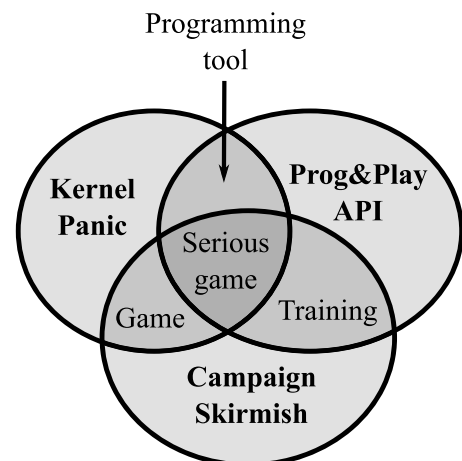 Programming
tool
Kernel
Panic
Prog&Play
API
Serious
game
Game
Training
Campaign
Skirmish